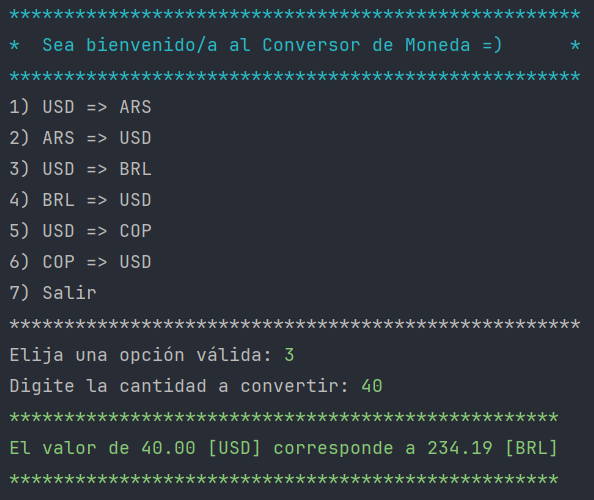 ****************************************************
*  Sea bienvenido/a al Conversor de Moneda =)      *
****************************************************
1) USD => ARS
2) ARS => USD
3) USD => BRL
4) BRL => USD
5) USD => COP
6) COP => USD
7) Salir
****************************************************
Elija una opción válida: 3
Digite la cantidad a convertir: 40
**************************************************
El valor de 40.00 [USD] corresponde a 234.19 [BRL]
**************************************************